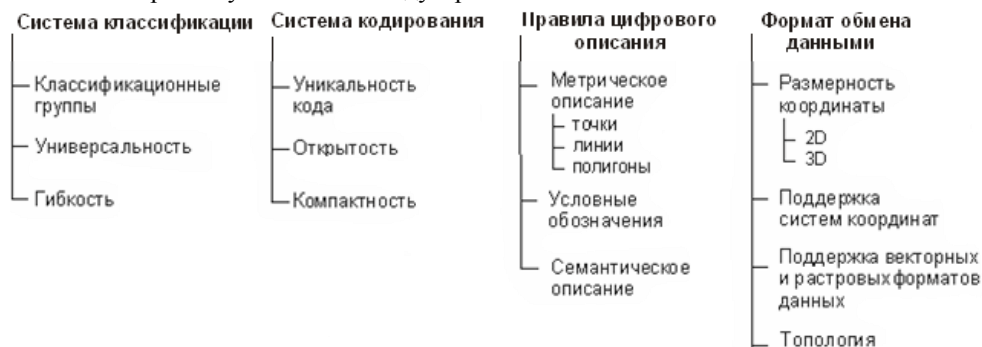 Система классификации
Классификационные
группы
Универсальность
Гибкость
Система кодирования
Уникальность
кода
Открытость
Компактность
Правила цифрового
описания
Метрическое
описание
точки
линии
полигоны
Условные
обозначения
Семантическое
описание
Формат обмена
данными
Размерность
координаты
2D
3D
Поддержка
систем координат
Поддержка векторных
и растровых форматов
данных
Топология